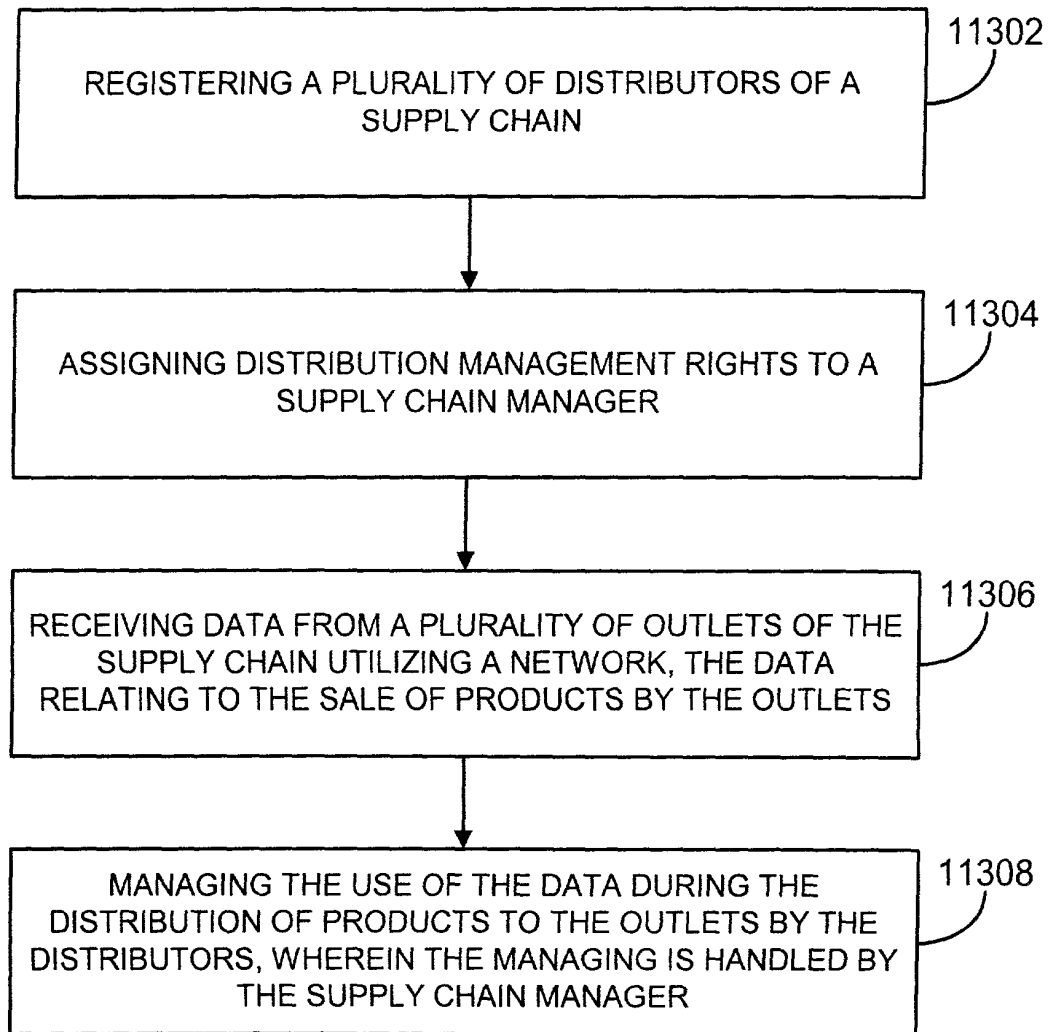 11302
REGISTERING A PLURALITY OF DISTRIBUTORS OF A
SUPPLY CHAIN
11304
ASSIGNING DISTRIBUTION MANAGEMENT RIGHTS TO A
SUPPLY CHAIN MANAGER
11306
RECEIVING DATA FROM A PLURALITY OF OUTLETS OF THE
SUPPLY CHAIN UTILIZING A NETWORK, THE DATA
RELATING TO THE SALE OF PRODUCTS BY THE OUTLETS
11308
MANAGING THE USE OF THE DATA DURING THE
DISTRIBUTION OF PRODUCTS TO THE OUTLETS BY THE
DISTRIBUTORS, WHEREIN THE MANAGING IS HANDLED BY
THE SUPPLY CHAIN MANAGER